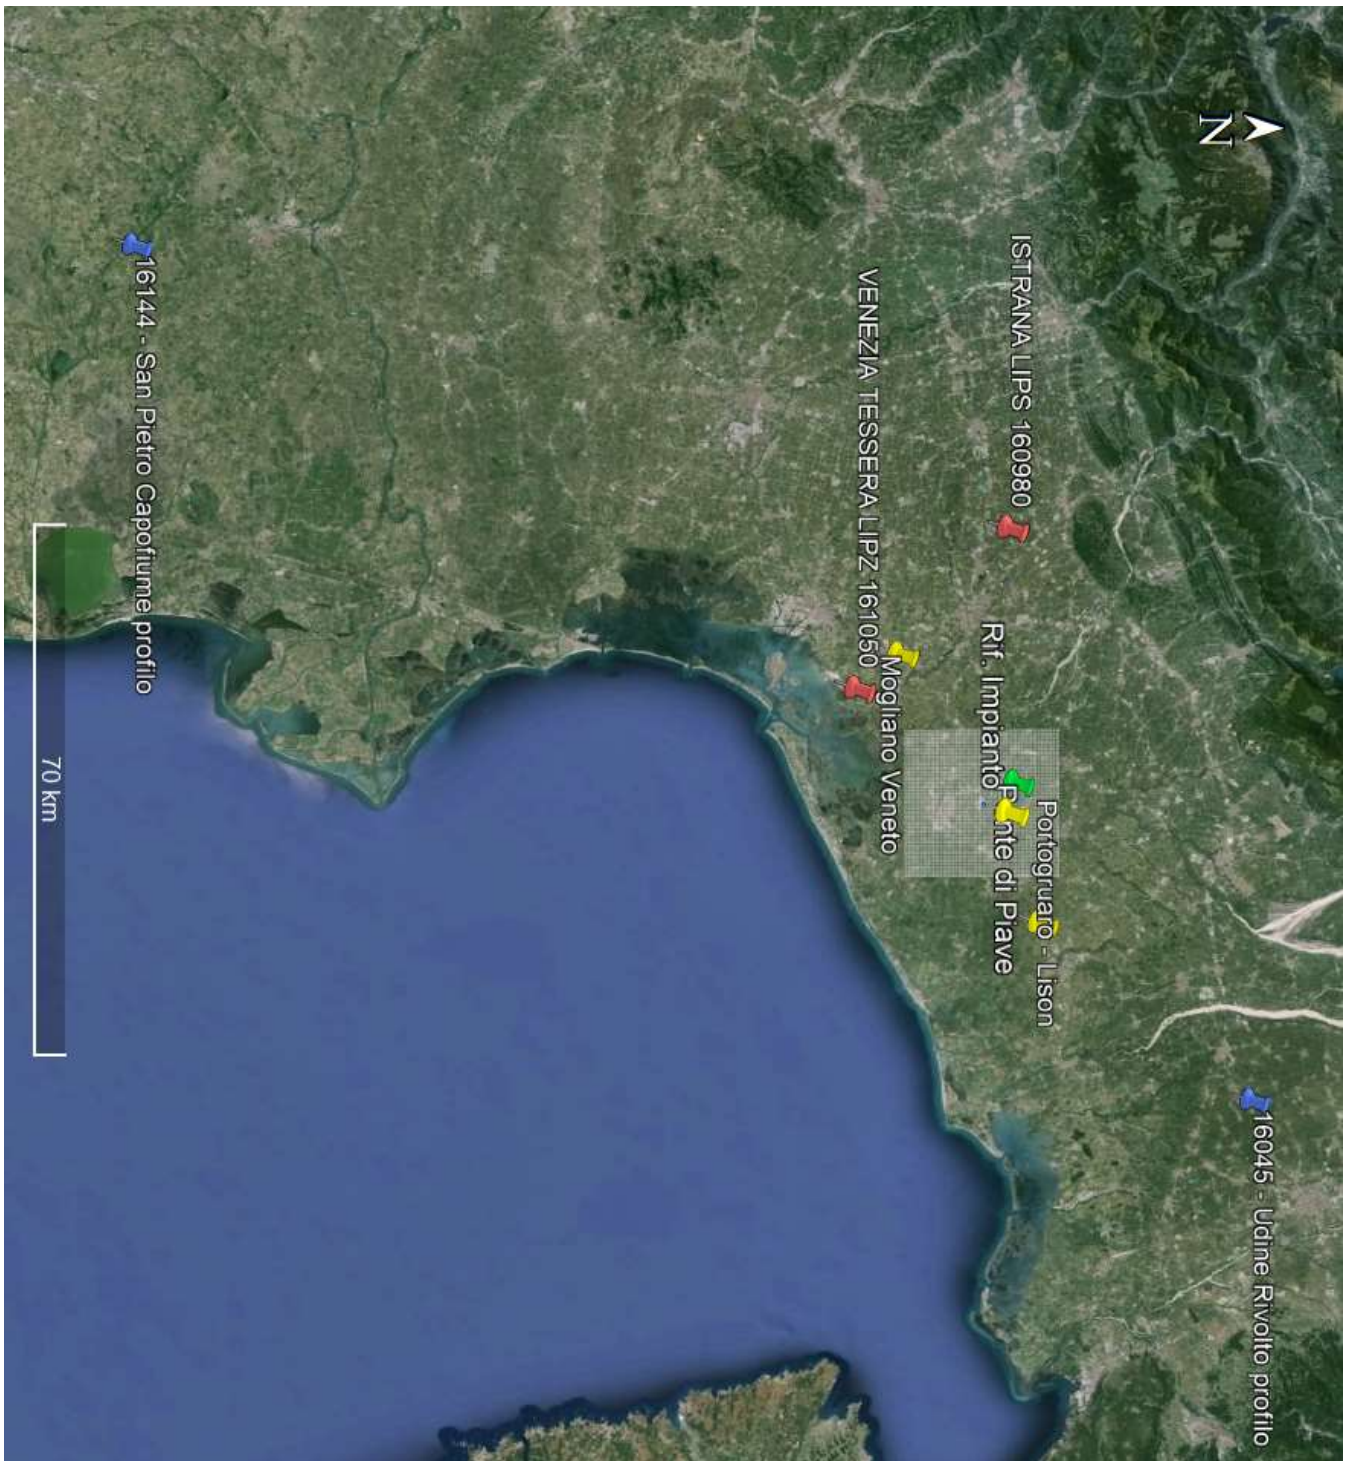 N
16045 - Udine Rivolto profilo
Portogruaro - Lison
ISTRANA LIPS 160980
Rif. Impianto
Ponte di Piave
Mogliano Veneto
VENEZIA TESSERA LIPZ 161050
16144 - San Pietro Capofiume profilo
70 km